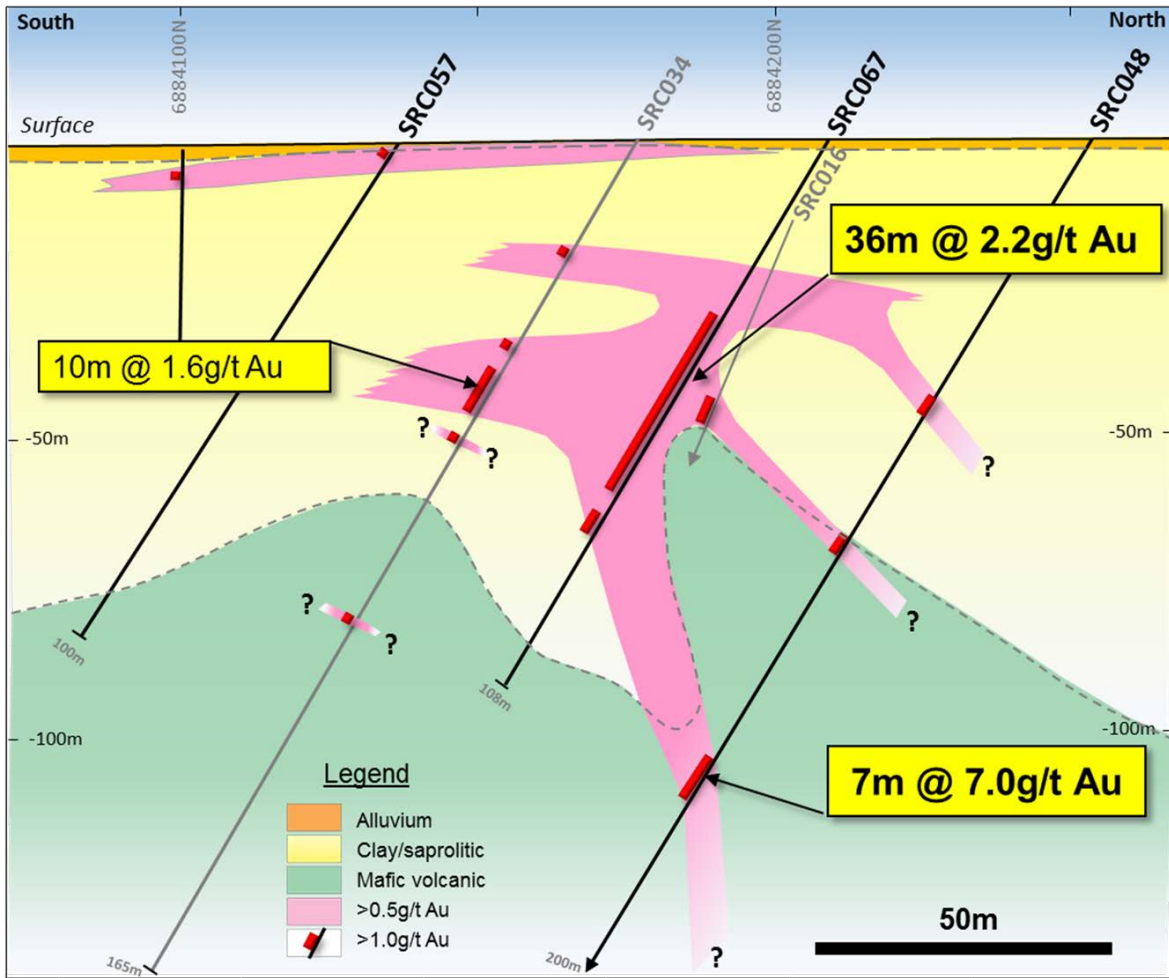 South
North
6884100N
SRC057
SRC034
6884200N
SRC067
SRC048
Surface
SRC016
36m @ 2.2g/t Au
10m @ 1.6g/t Au
?
?
-50m
-50m
?
?
?
?
100m
108m
-100m
-100m
7m @ 7.0g/t Au
Legend
Alluvium
Clay/saprolitic
Mafic volcanic
>0.5g/t Au
>1.0g/t Au
50m
165m
200m
?